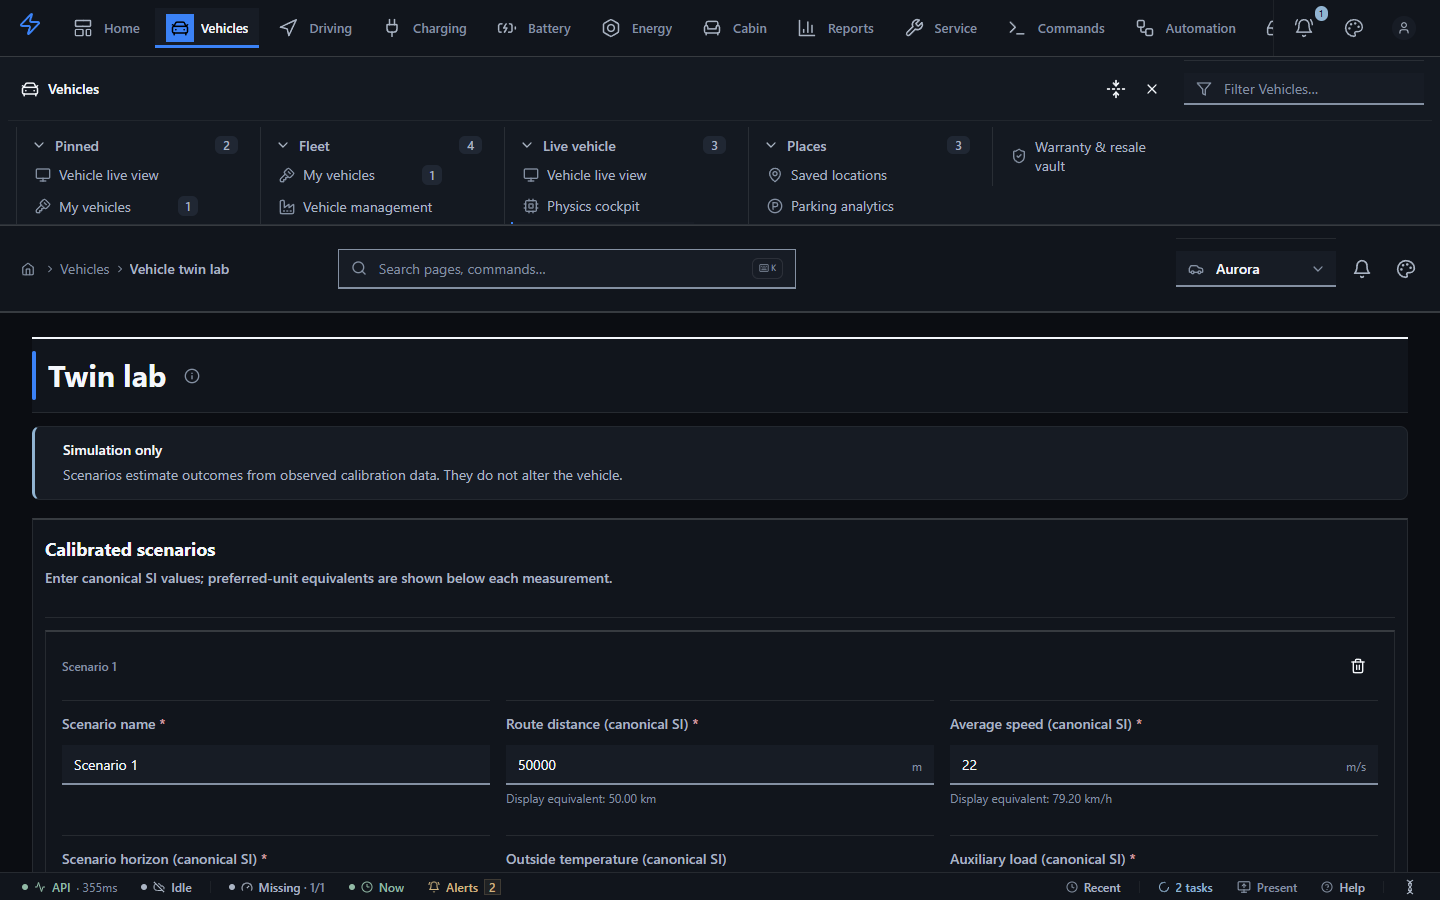 Home
Vehicles
Driving
Charging
Battery
Energy
Cabin
Reports
Service
Commands
Automation
1
Vehicles
Filter Vehicles...
Pinned 2
Vehicle live view
My vehicles 1
Fleet 4
My vehicles 1
Vehicle management
Live vehicle 3
Vehicle live view
Physics cockpit
Places 3
Saved locations
Parking analytics
Warranty & resale
vault
Vehicles
Vehicle twin lab
Search pages, commands...
K
Aurora
Twin lab
Simulation only
Scenarios estimate outcomes from observed calibration data. They do not alter the vehicle.
Calibrated scenarios
Enter canonical SI values; preferred-unit equivalents are shown below each measurement.
Scenario 1
Scenario name *
Scenario 1
Route distance (canonical SI) *
50000 m
Display equivalent: 50.00 km
Average speed (canonical SI) *
22 m/s
Display equivalent: 79.20 km/h
Scenario horizon (canonical SI) *
Outside temperature (canonical SI)
Auxiliary load (canonical SI) *
API · 355ms
Idle
Missing · 1/1
Now
Alerts 2
Recent
2 tasks
Present
Help